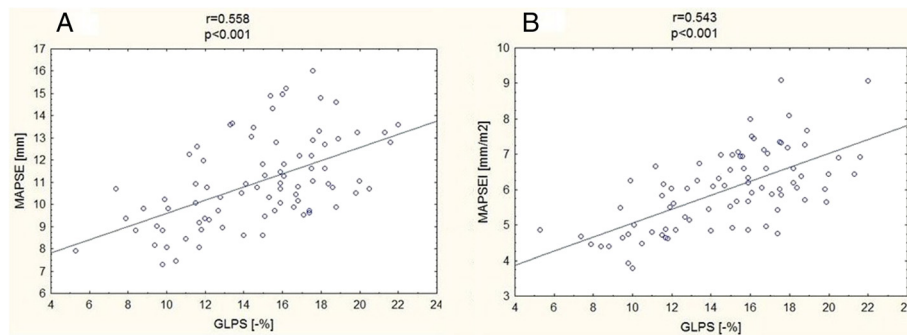 A
r=0.558
p<0.001
MAPSE [mm]
17
16
15
14
13
12
11
10
9
8
7
6
4 6 8 10 12 14 16 18 20 22 24
GLPS [-%]
B
r=0.543
p<0.001
MAPSEI [mm/m2]
10
9
8
7
6
5
4
3
4 6 8 10 12 14 16 18 20 22 24
GLPS [-%]